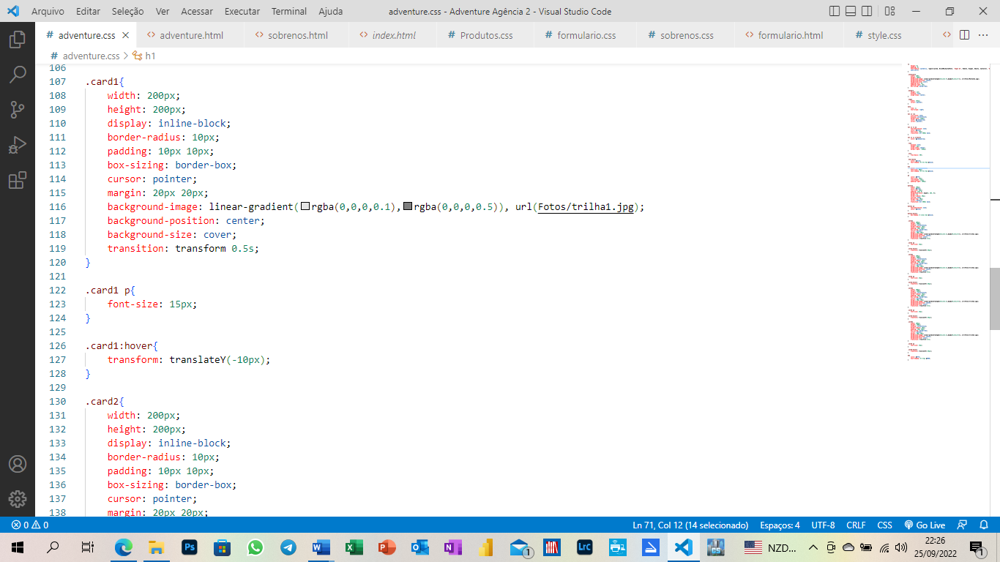 Arquivo Editar Seleção Ver Acessar Executar Terminal Ajuda adventure.css - Adventure Agência 2 - Visual Studio Code
# adventure.css <> adventure.html <> sobrenos.html <> index.html # Produtos.css # formulario.css # sobrenos.css <> formulario.html # style.css <>
# adventure.css > h1
106
107 .card1{
108 width: 200px;
109 height: 200px;
110 display: inline-block;
111 border-radius: 10px;
112 padding: 10px 10px;
113 box-sizing: border-box;
114 cursor: pointer;
115 margin: 20px 20px;
116 background-image: linear-gradient(rgba(0,0,0,0.1),rgba(0,0,0,0.5)), url(Fotos/trilha1.jpg);
117 background-position: center;
118 background-size: cover;
119 transition: transform 0.5s;
120 }
121
122 .card1 p{
123 font-size: 15px;
124 }
125
126 .card1:hover{
127 transform: translateY(-10px);
128 }
129
130 .card2{
131 width: 200px;
132 height: 200px;
133 display: inline-block;
134 border-radius: 10px;
135 padding: 10px 10px;
136 box-sizing: border-box;
137 cursor: pointer;
138 margin: 20px 20px;
0 0 Ln 71, Col 12 (14 selecionado) Espaços: 4 UTF-8 CRLF CSS Go Live
Ps W X P O N 1 Lrc GS NZD... 22:26
25/09/2022 1